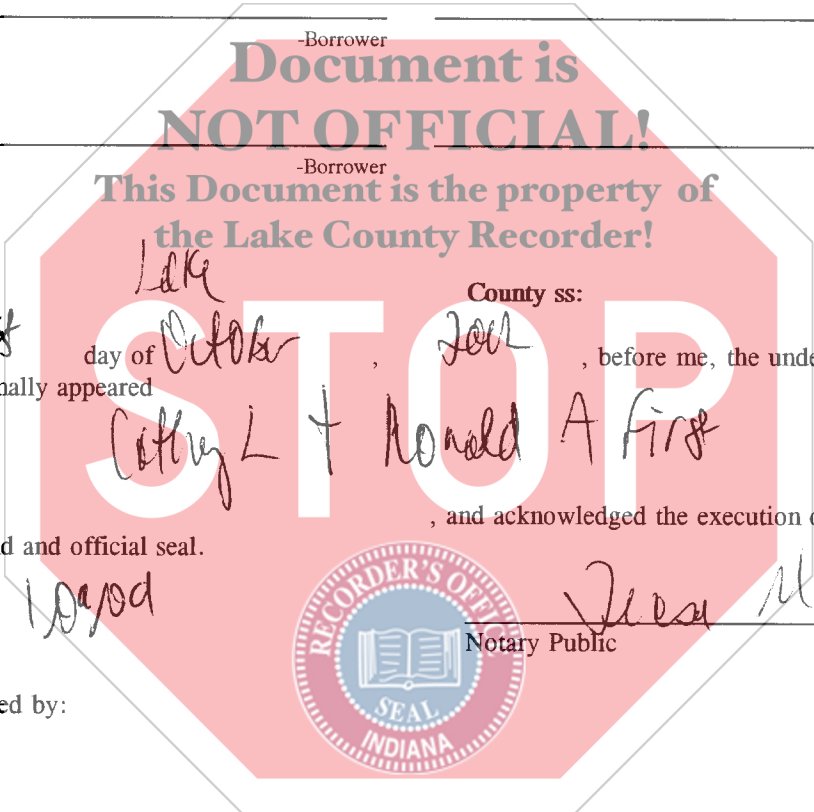 -Borrower
Document is
NOT OFFICIAL!
-Borrower
This Document is the property of
the Lake County Recorder!
Lake
County ss:
STOP
day of October , , before me, the unde
nally appeared
Cathy L + Ronald A First
, and acknowledged the execution o
d and official seal.
Notary Public
RECORDER'S OFFICE
SEAL
INDIANA
ed by: